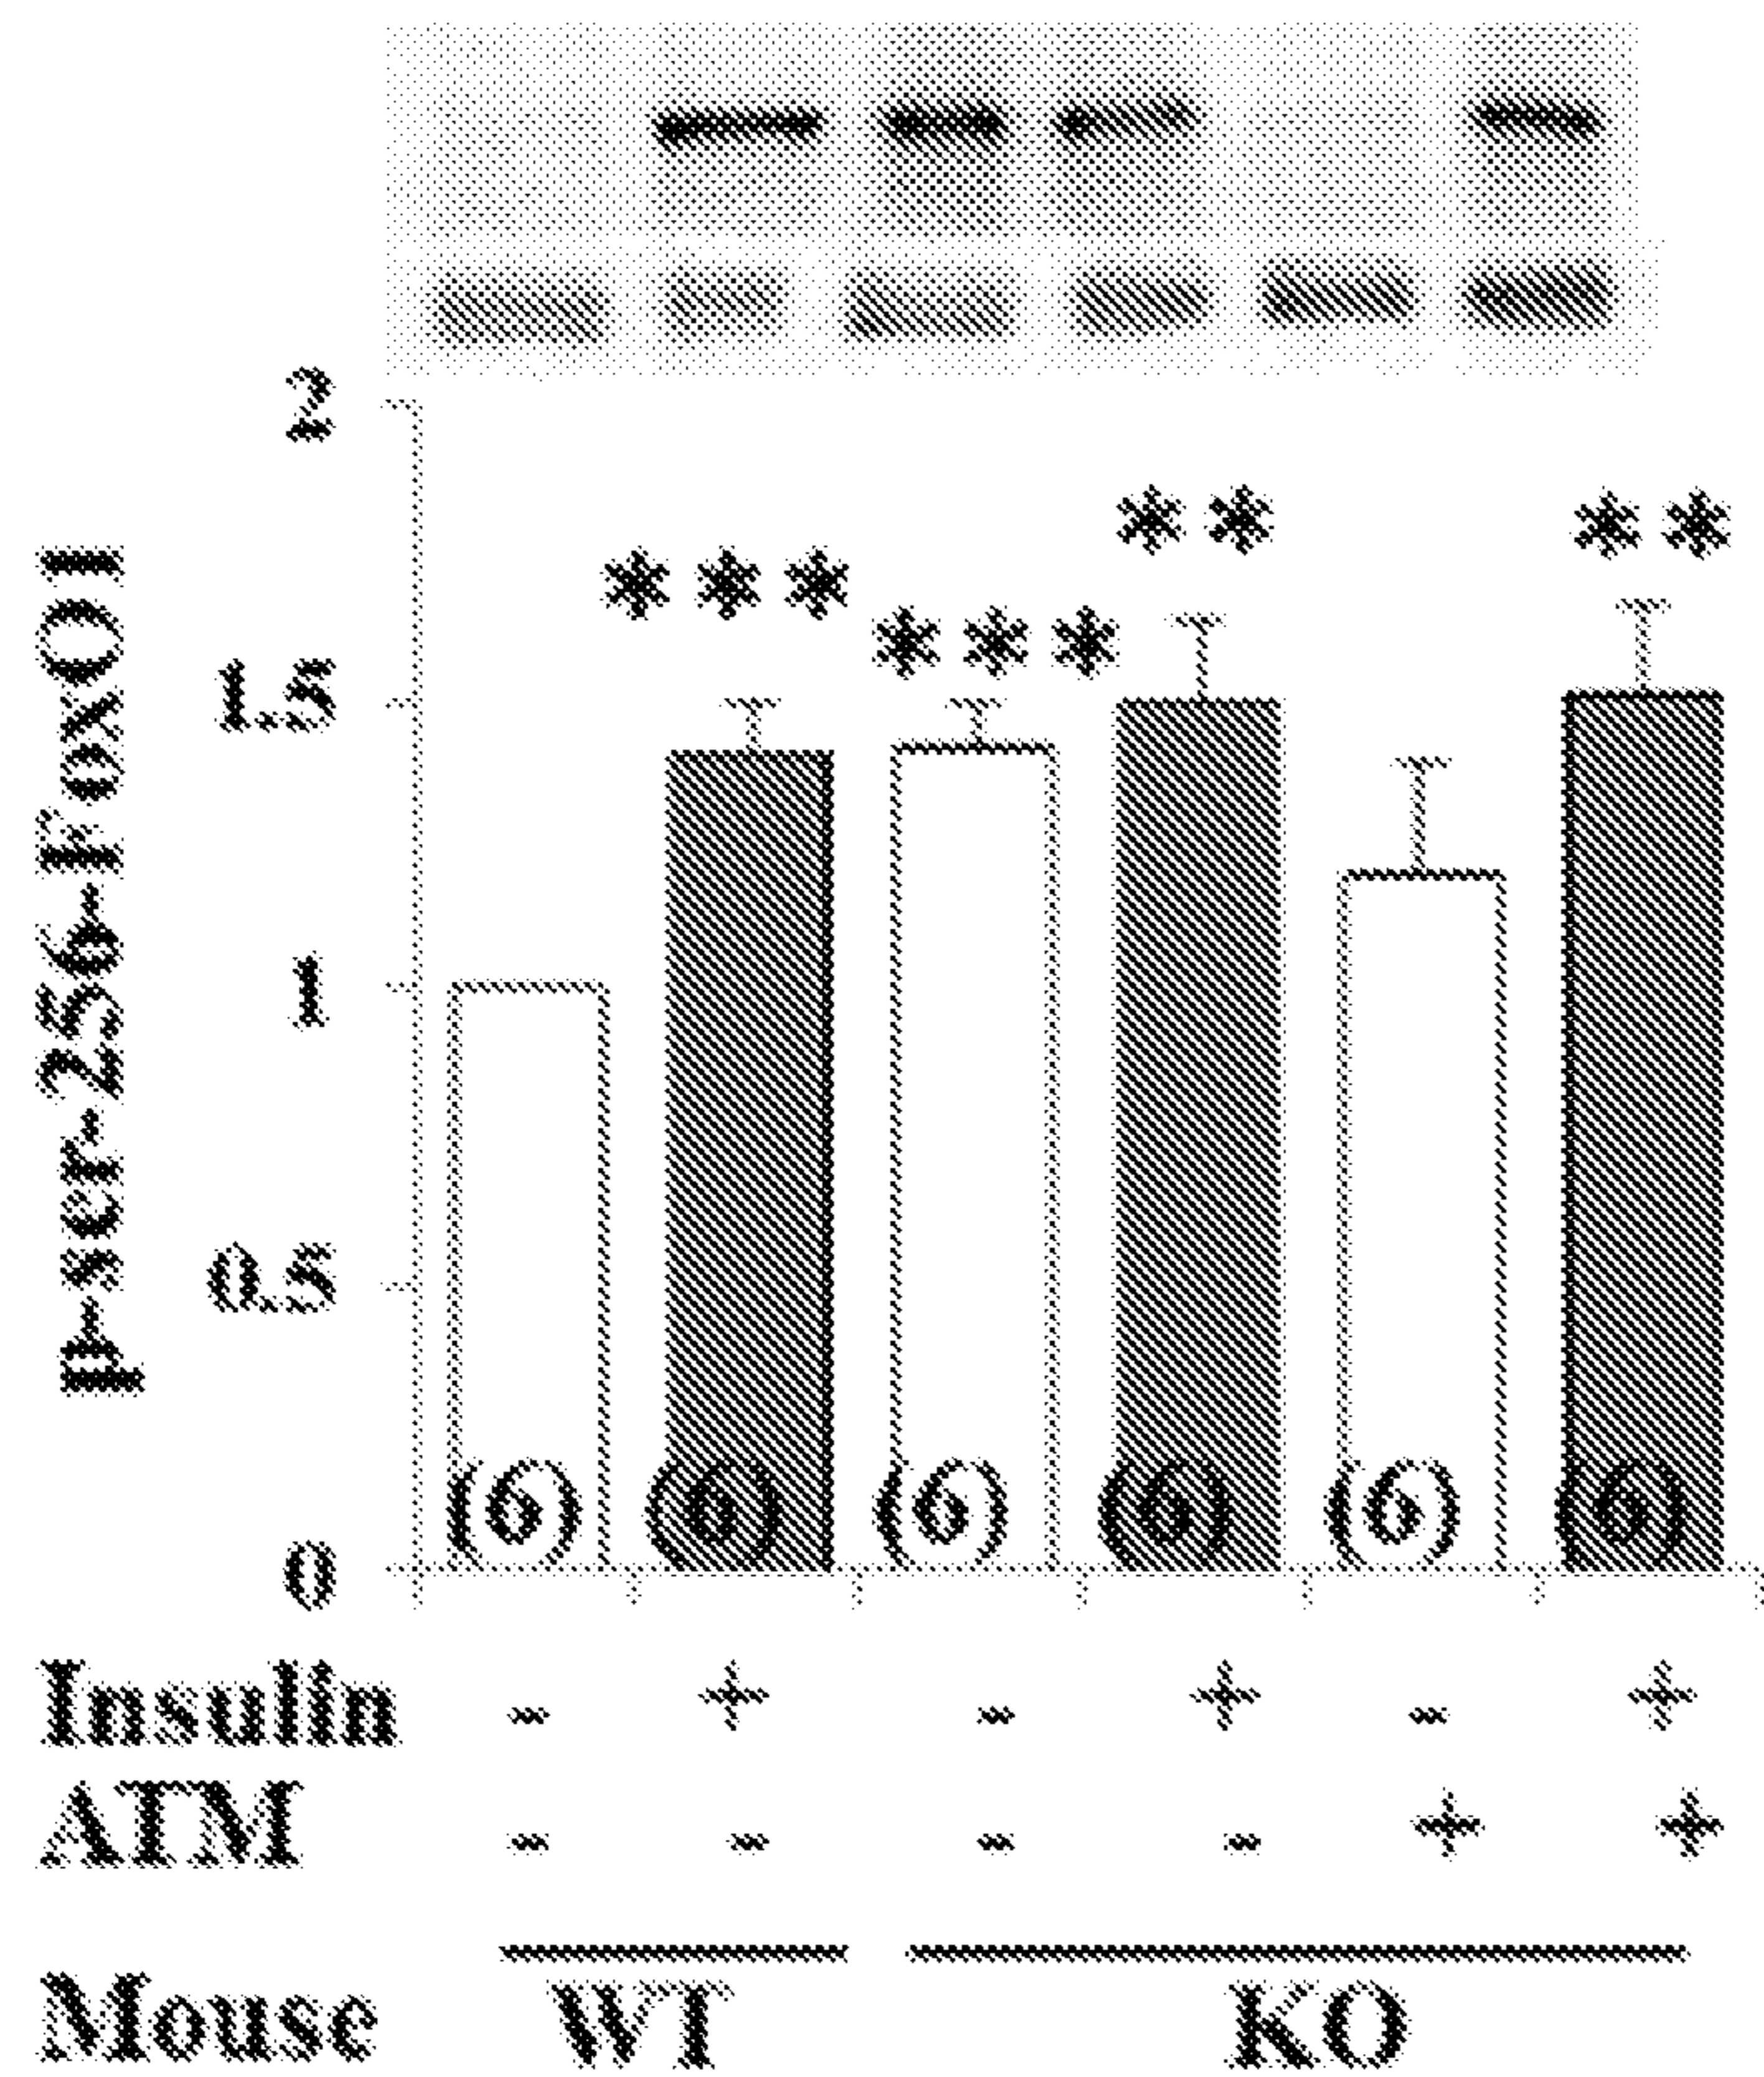 p-ser-256-FoxO1
2
1.5
1
0.5
0
** **
*** ***
(6) (6) (6) (6) (6) (6)
Insulin - + - + - +
ATM - - - - + +
Mouse WT KO